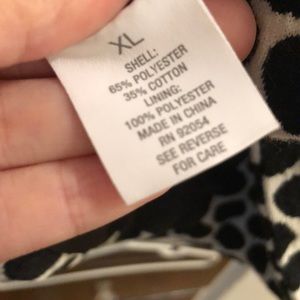 XL
SHELL:
65% POLYESTER
35% COTTON
LINING:
100% POLYESTER
MADE IN CHINA
RN 92054
SEE REVERSE
FOR CARE